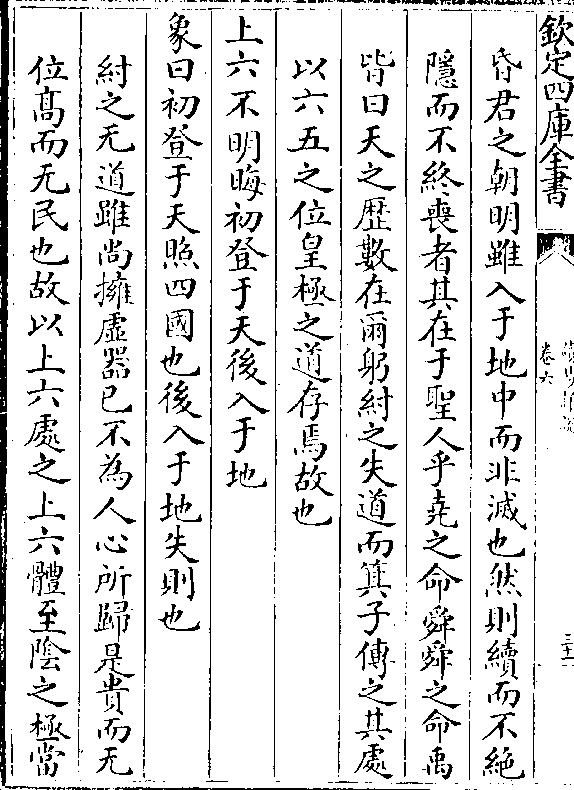 欽定四庫全書
卷六
昏君之朝明雖入于地中而非滅也然則續而不絶
隱而不終喪者其在于聖人乎堯之命舜舜之命禹
皆曰天之歴數在爾躬紂之失道而箕子傳之其處
以六五之位皇極之道存焉故也
上六不明晦初登于天後入于地
象曰初登于天照四國也後入于地失則也
紂之无道雖尚擁虛器已不為人心所歸是貴而无
位髙而无民也故以上六處之上六體至陰之極當